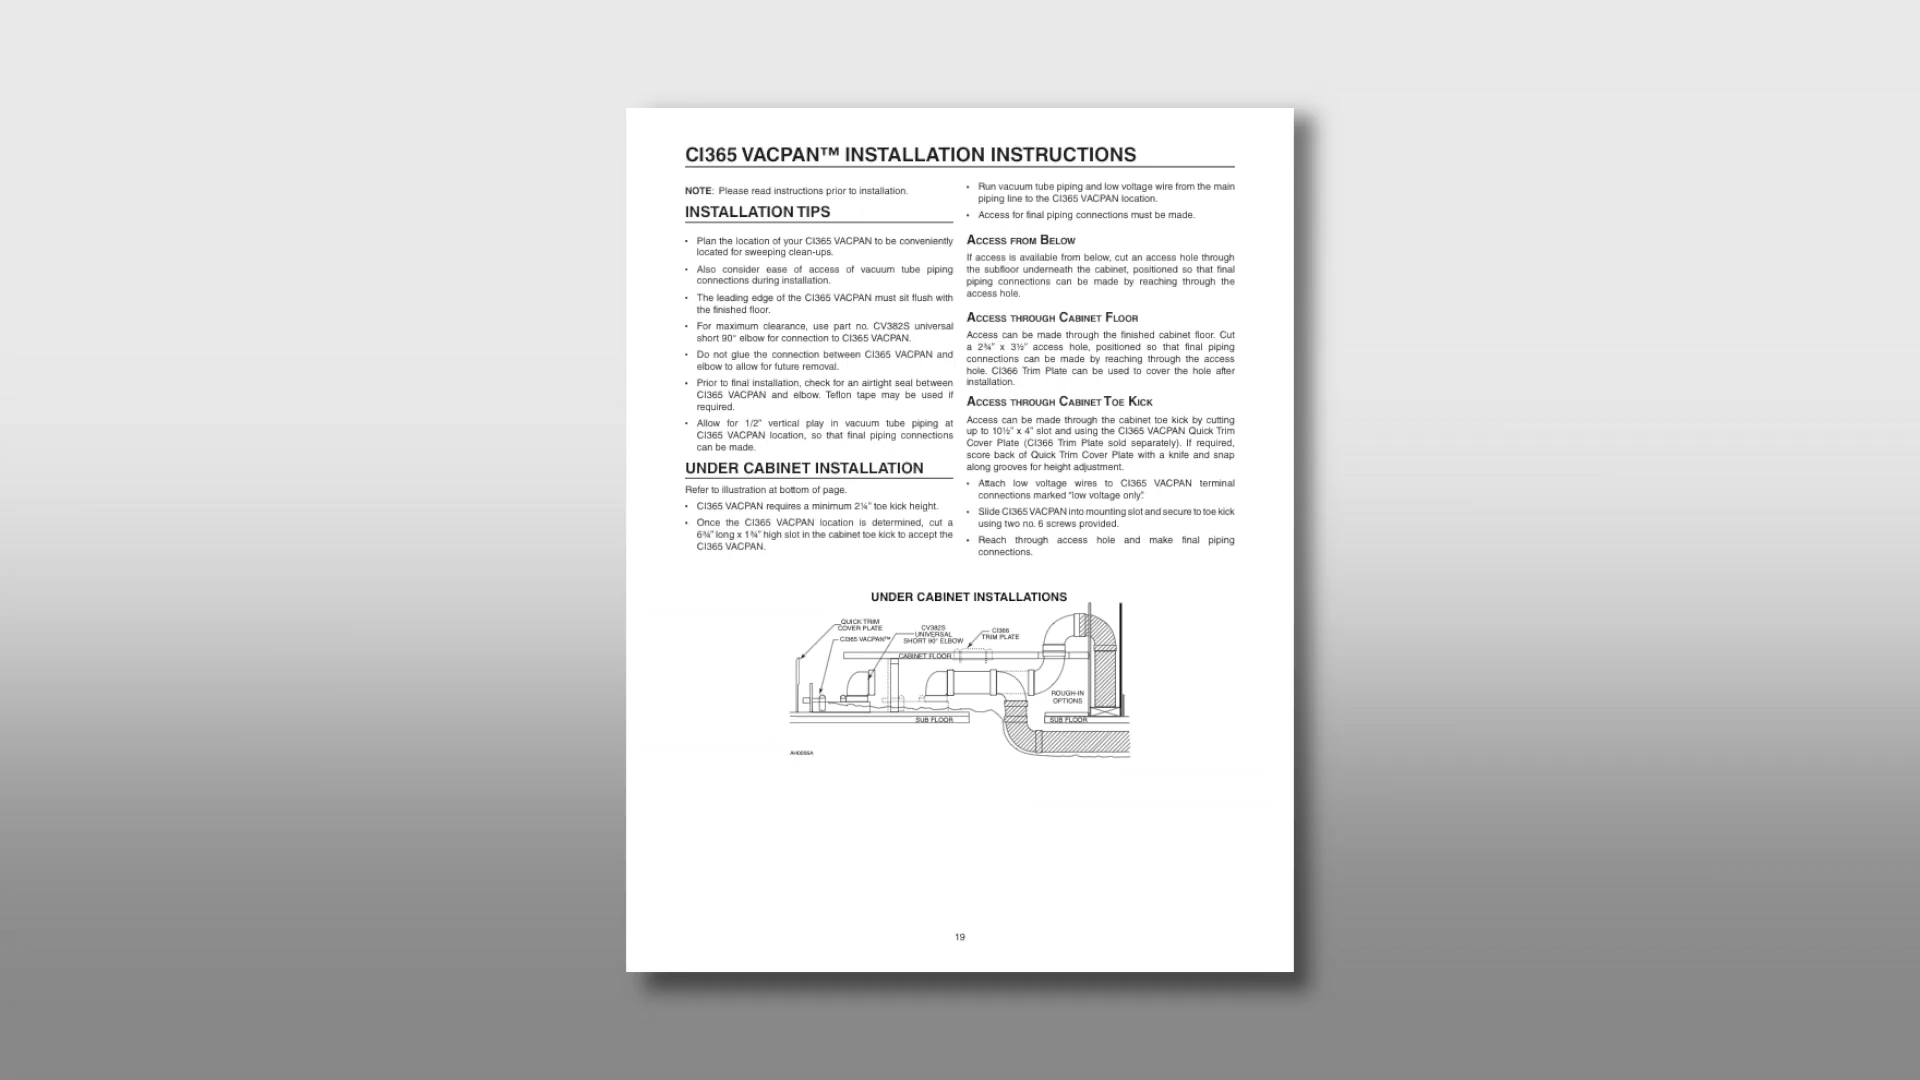 CI365 VACPAN™ INSTALLATION INSTRUCTIONS
NOTE: Please read instructions prior to installation.
INSTALLATION TIPS
• Plan the location of your CI365 VACPAN to be conveniently
located for sweeping clean-ups.
• Also consider ease of access of vacuum tube piping
connections during installation.
• The leading edge of the CI365 VACPAN must sit flush with
the finished floor.
• For maximum clearance, use part no. CV382S universal
short 90° elbow for connection to CI365 VACPAN.
• Do not glue the connection between CI365 VACPAN and
elbow to allow for future removal.
• Prior to final installation, check for an airtight seal between
CI365 VACPAN and elbow. Teflon tape may be used if
required.
• Allow for 1/2" vertical play in vacuum tube piping at
CI365 VACPAN location, so that final piping connections
can be made.
UNDER CABINET INSTALLATION
Refer to illustration at bottom of page.
• CI365 VACPAN requires a minimum 2¼" toe kick height.
• Once the CI365 VACPAN location is determined, cut a
6¾" long x 1¾" high slot in the cabinet toe kick to accept the
CI365 VACPAN.
• Run vacuum tube piping and low voltage wire from the main
piping line to the CI365 VACPAN location.
• Access for final piping connections must be made.
ACCESS FROM BELOW
If access is available from below, cut an access hole through
the subfloor underneath the cabinet, positioned so that final
piping connections can be made by reaching through the
access hole.
ACCESS THROUGH CABINET FLOOR
Access can be made through the finished cabinet floor. Cut
a 2¾" x 3½" access hole, positioned so that final piping
connections can be made by reaching through the access
hole. CI366 Trim Plate can be used to cover the hole after
installation.
ACCESS THROUGH CABINET TOE KICK
Access can be made through the cabinet toe kick by cutting
up to 10½" x 4" slot and using the CI365 VACPAN Quick Trim
Cover Plate (CI366 Trim Plate sold separately). If required,
score back of Quick Trim Cover Plate with a knife and snap
along grooves for height adjustment.
• Attach low voltage wires to CI365 VACPAN terminal
connections marked "low voltage only".
• Slide CI365 VACPAN into mounting slot and secure to toe kick
using two no. 6 screws provided.
• Reach through access hole and make final piping
connections.
UNDER CABINET INSTALLATIONS
QUICK TRIM
COVER PLATE
CI365 VACPAN™
CV382S
UNIVERSAL
SHORT 90° ELBOW
CI366
TRIM PLATE
CABINET FLOOR
ROUGH-IN
OPTIONS
SUB FLOOR
SUB FLOOR
19